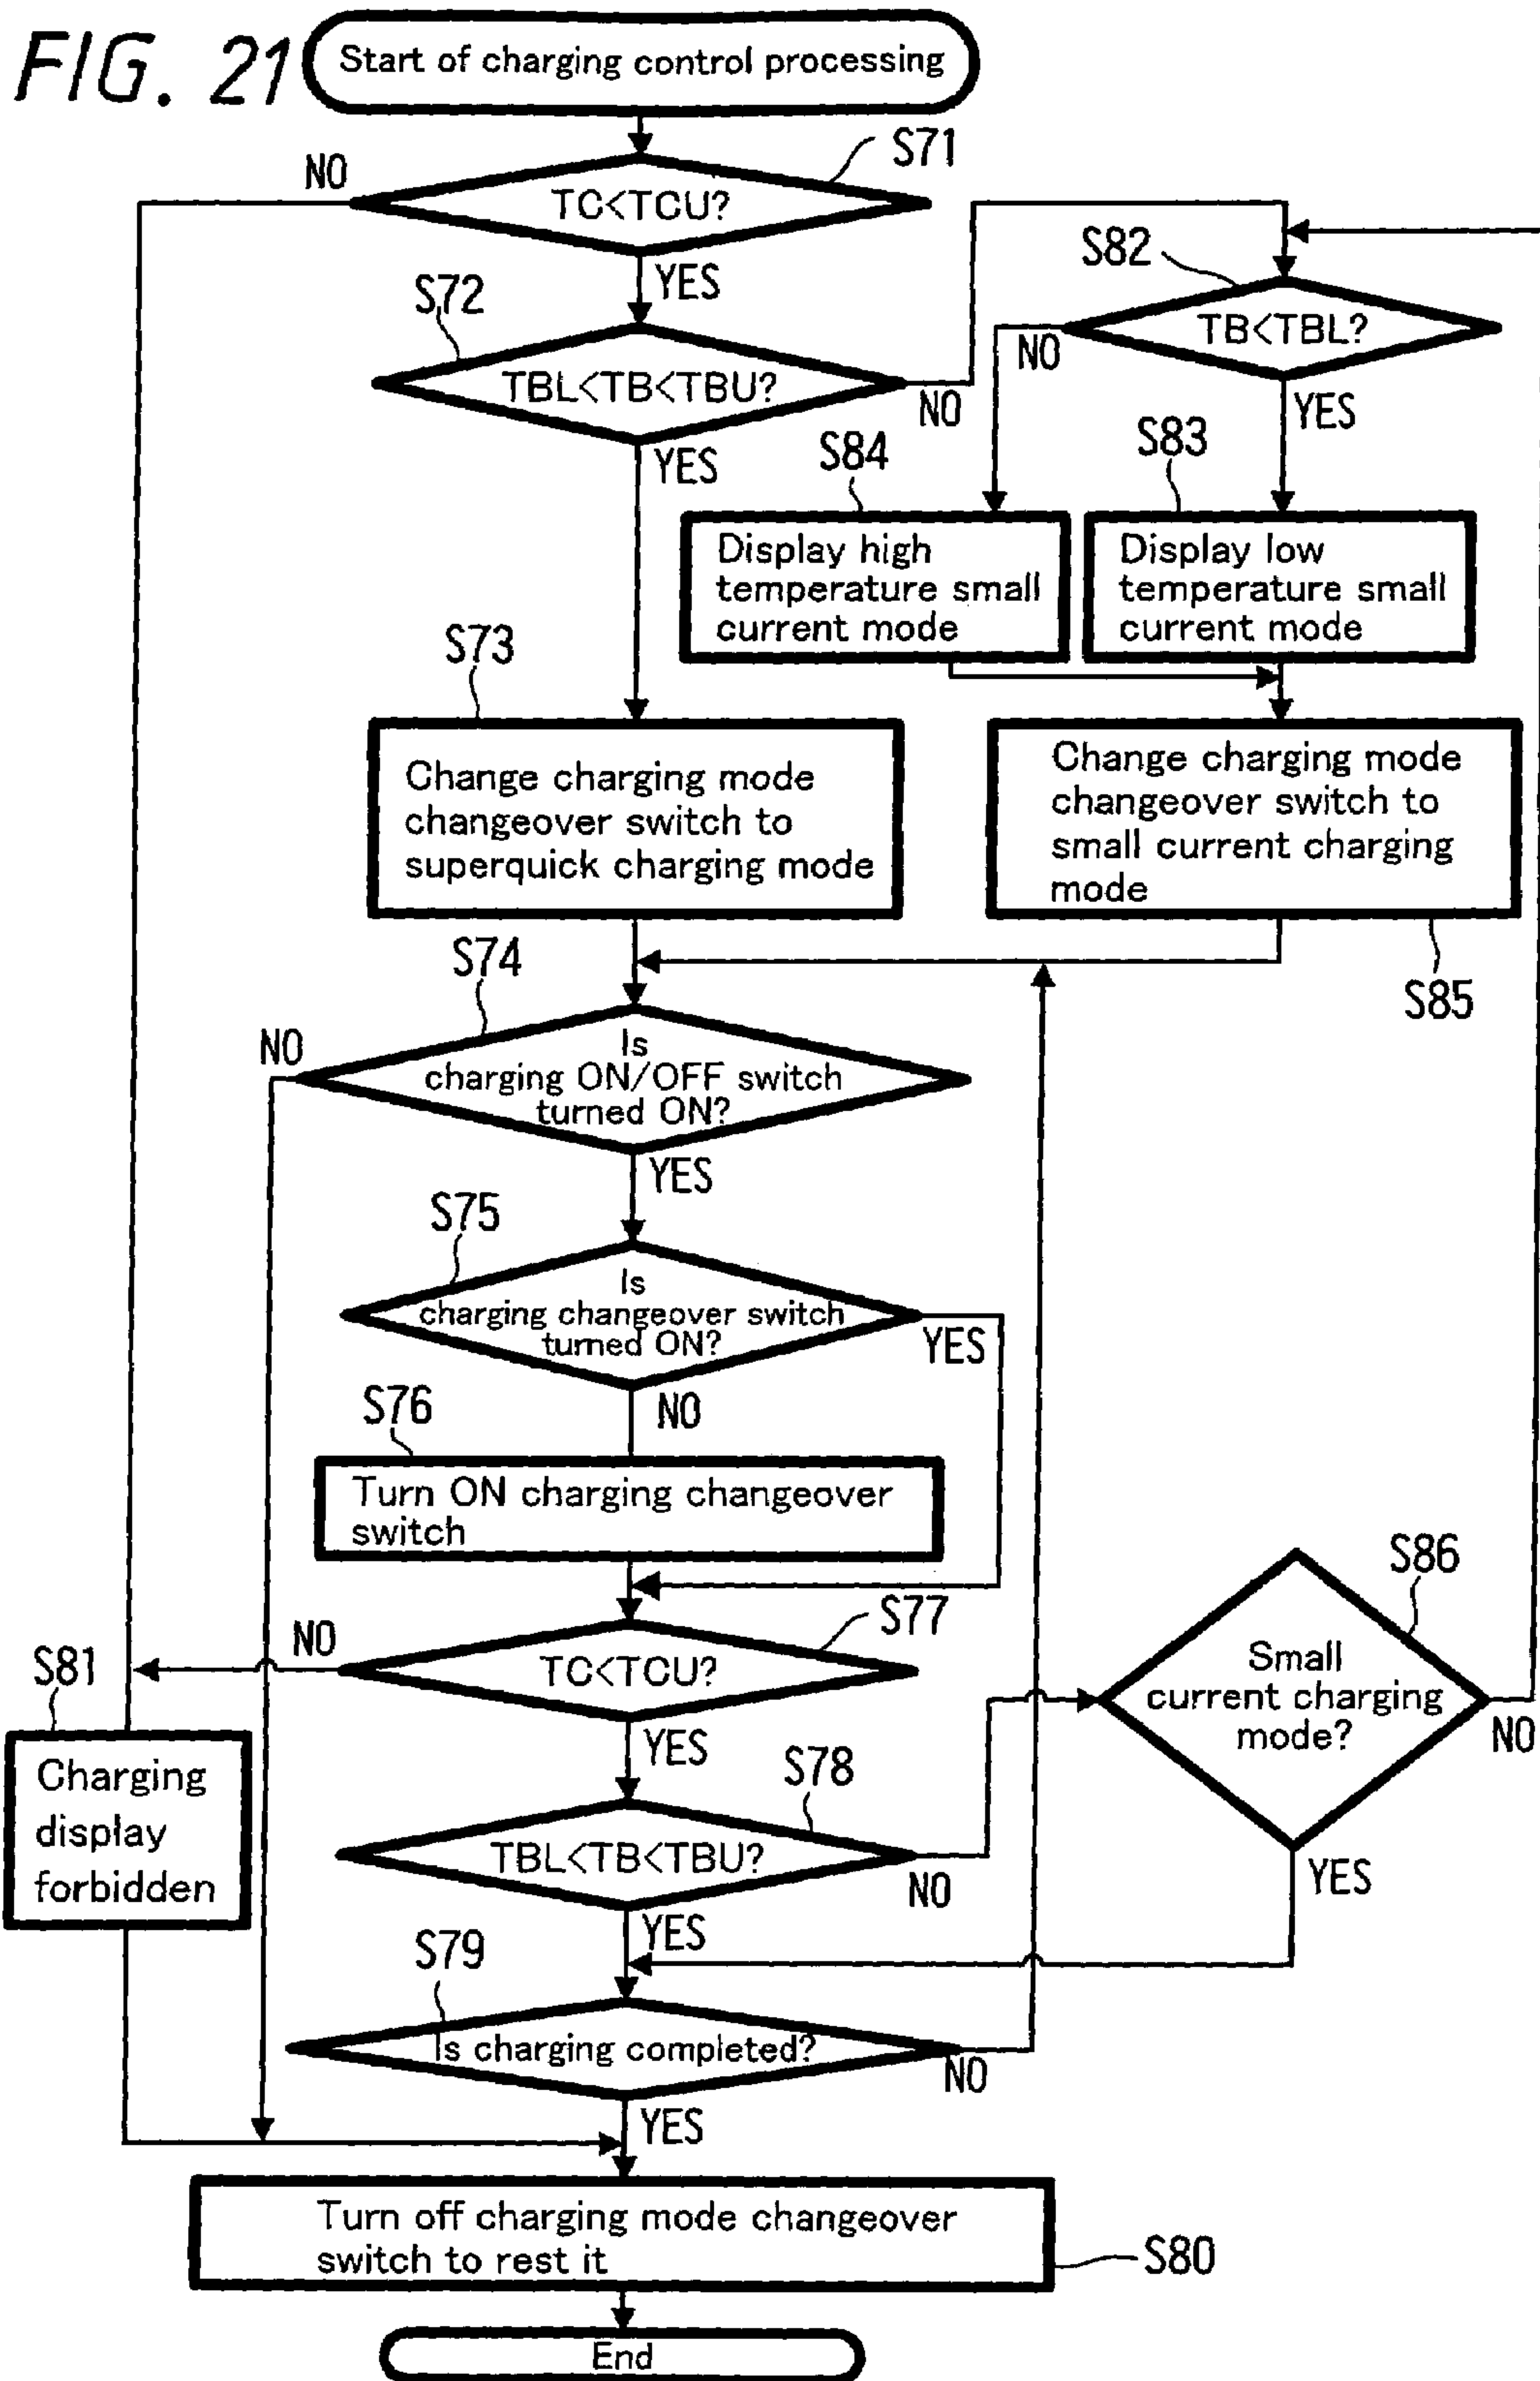 FIG. 21
Start of charging control processing
S71
NO
TC<TCU?
YES
S72
TBL<TB<TBU?
NO
YES
S82
TB<TBL?
NO
YES
S84
Display high
temperature small
current mode
S83
Display low
temperature small
current mode
S73
Change charging mode
changeover switch to
superquick charging mode
Change charging mode
changeover switch to
small current charging
mode
S85
S74
NO
Is
charging ON/OFF switch
turned ON?
YES
S75
Is
charging changeover switch
turned ON?
YES
NO
S76
Turn ON charging changeover
switch
S77
NO
TC<TCU?
YES
S86
Small
current charging
mode?
NO
YES
S81
Charging
display
forbidden
S78
TBL<TB<TBU?
NO
YES
S79
Is charging completed?
NO
YES
Turn off charging mode changeover
switch to rest it
S80
End